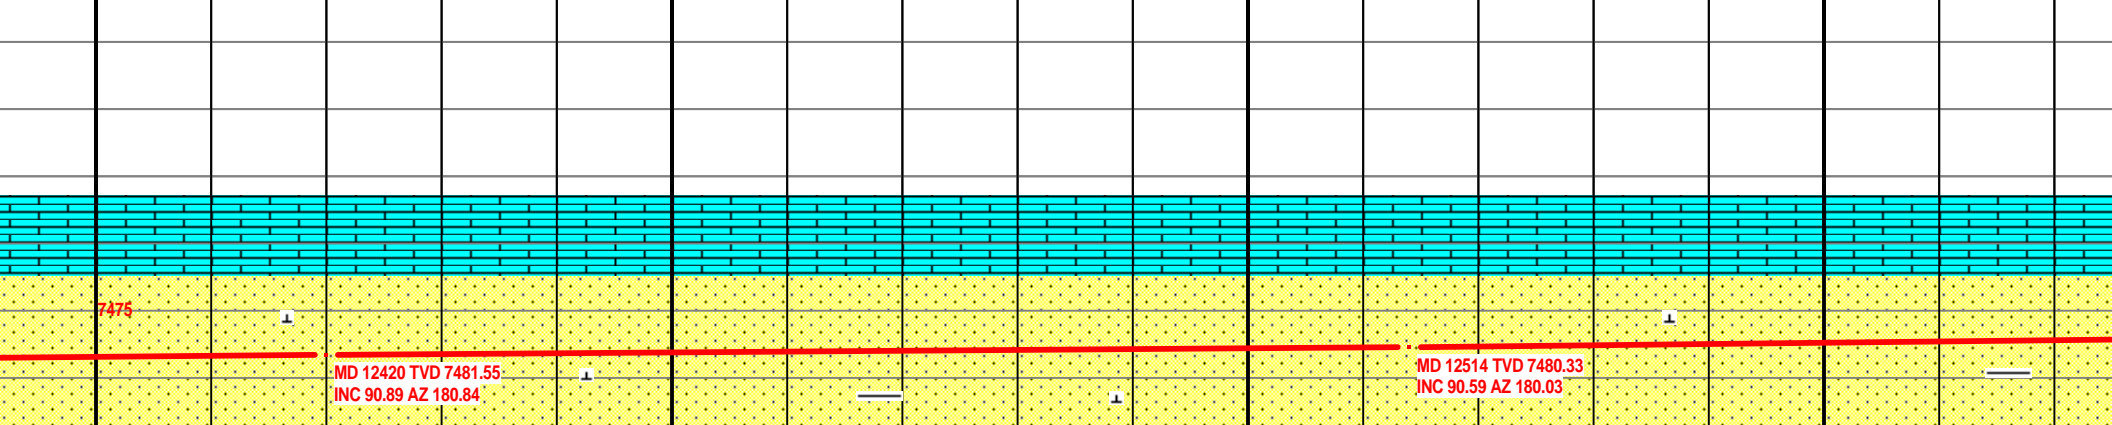 7475
MD 12420 TVD 7481.55
INC 90.89 AZ 180.84
MD 12514 TVD 7480.33
INC 90.59 AZ 180.03